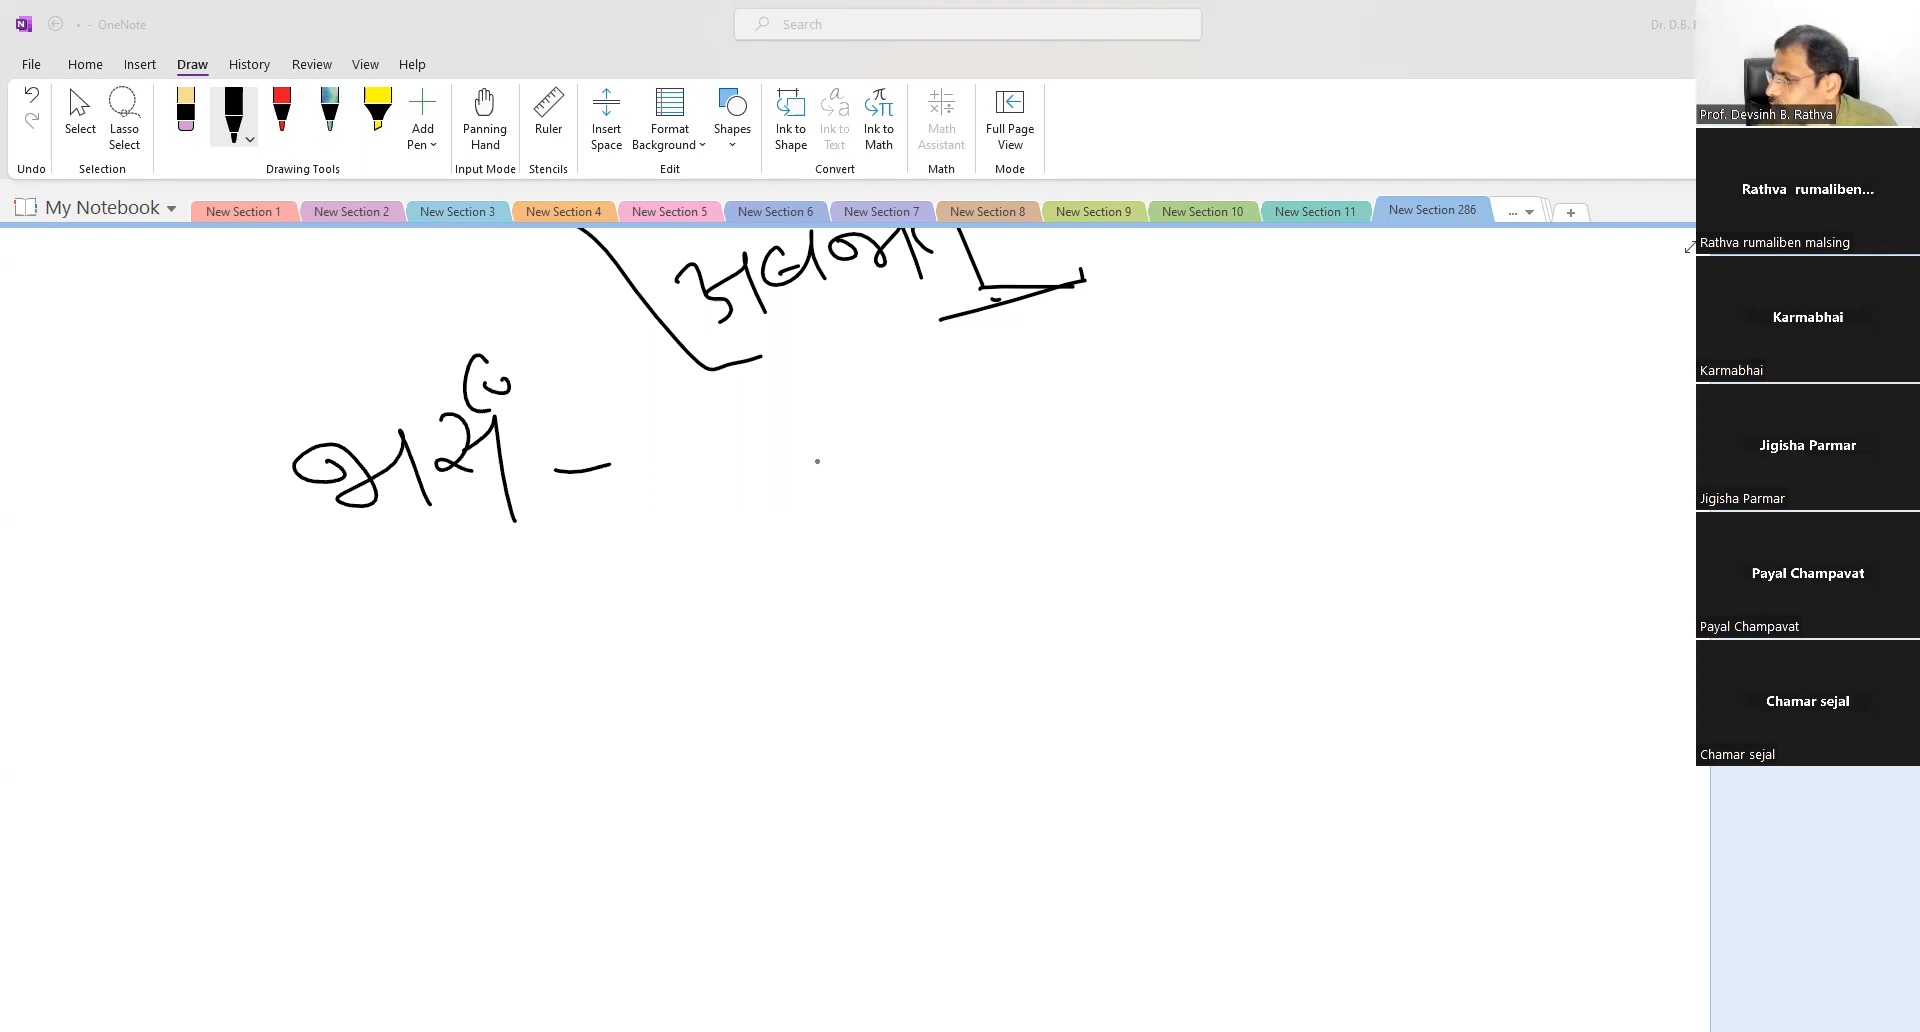 OneNote
Search
Dr. D.B.
File Home Insert Draw History Review View Help
Undo
Select
Lasso Select
Selection
Add Pen
Drawing Tools
Panning Hand
Input Mode
Ruler
Stencils
Insert Space
Format Background
Shapes
Edit
Ink to Shape
Ink to Text
Ink to Math
Convert
Math Assistant
Math
Full Page View
Mode
My Notebook
New Section 1
New Section 2
New Section 3
New Section 4
New Section 5
New Section 6
New Section 7
New Section 8
New Section 9
New Section 10
New Section 11
New Section 286
Prof. Devsinh B. Rathva
Rathva rumaliben...
Rathva rumaliben malsing
Karmabhai
Karmabhai
Jigisha Parmar
Jigisha Parmar
Payal Champavat
Payal Champavat
Chamar sejal
Chamar sejal